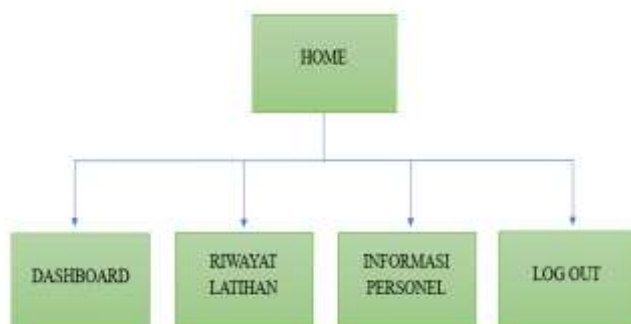 HOME
DASHBOARD
RIWAYAT
LATIHAN
INFORMASI
PERSONEL
LOG OUT